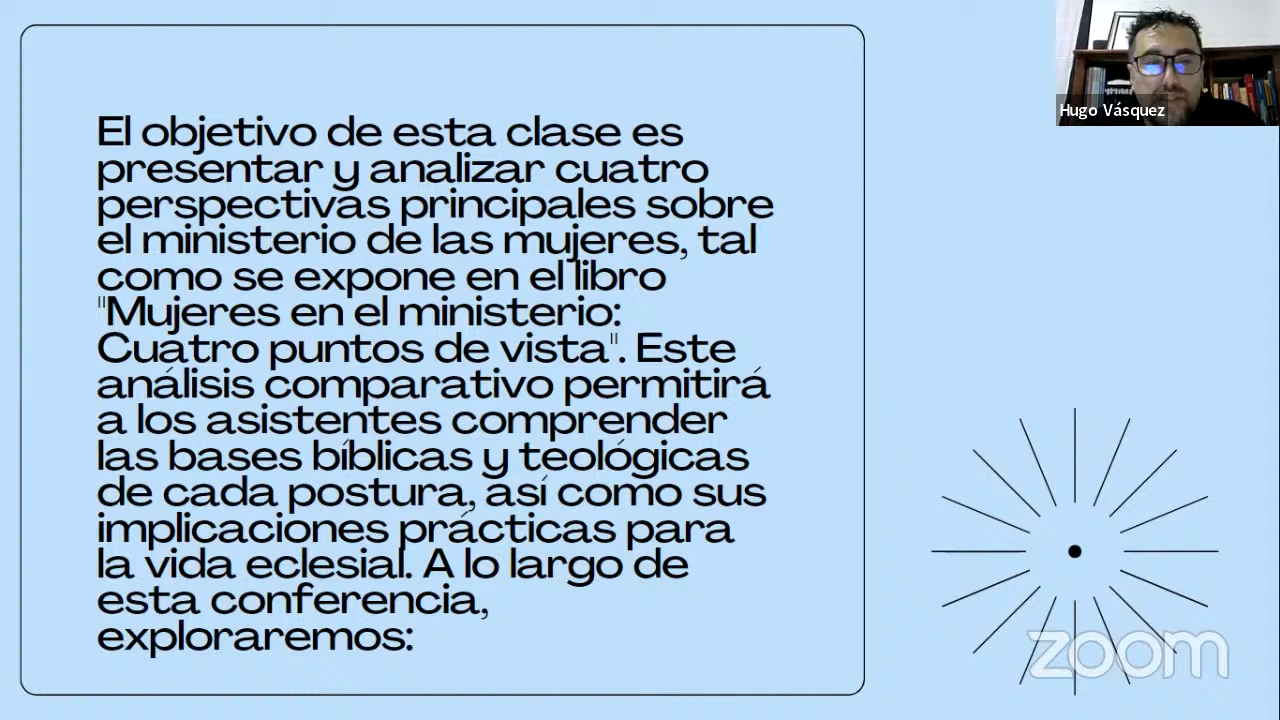 El objetivo de esta clase es
presentar y analizar cuatro
perspectivas principales sobre
el ministerio de las mujeres, tal
como se expone en el libro
"Mujeres en el ministerio:
Cuatro puntos de vista". Este
análisis comparativo permitirá
a los asistentes comprender
las bases bíblicas y teológicas
de cada postura, así como sus
implicaciones prácticas para
la vida eclesial. A lo largo de
esta conferencia,
exploraremos:
Hugo Vásquez
zoom